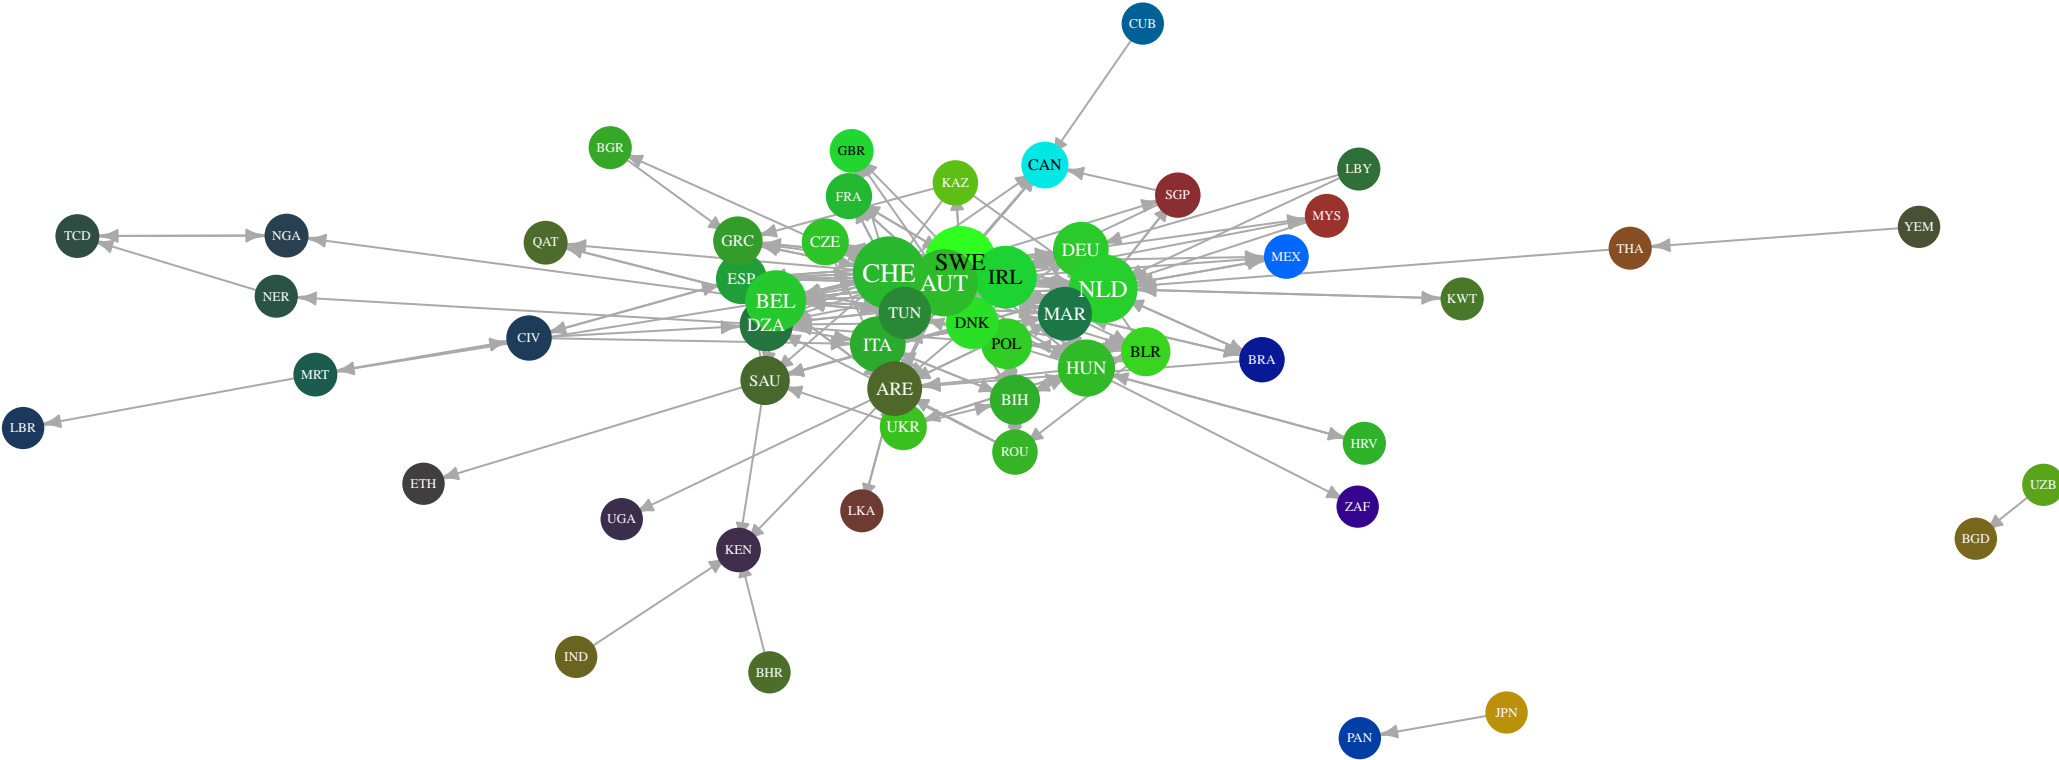 CUB
BGR
GBR
CAN
KAZ
FRA
SGP
LBY
MYS
TCD
NGA
QAT
GRC
CZE
DEU
MEX
THA
YEM
SWE
CHE
IRL
AUT
ESP
NLD
NER
BEL
KWT
TUN
MAR
DNK
DZA
CIV
ITA
POL
BLR
BRA
HUN
MRT
SAU
ARE
BIH
LBR
UKR
HRV
ROU
ETH
UZB
ZAF
LKA
UGA
BGD
KEN
IND
BHR
JPN
PAN